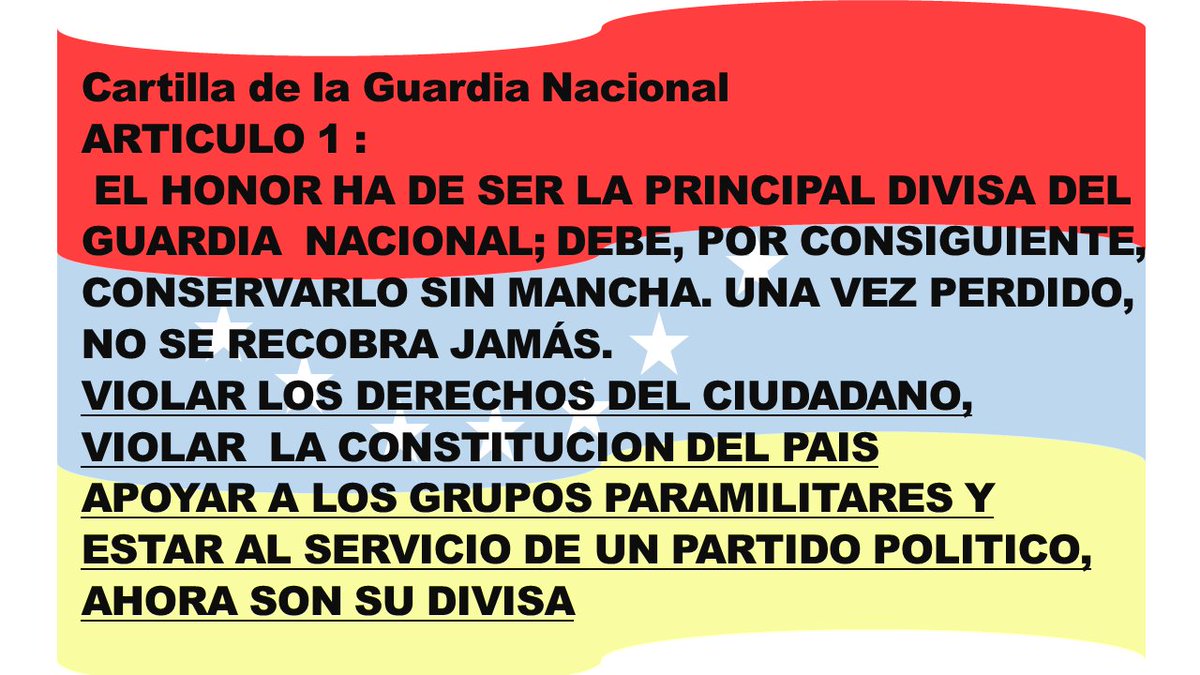 Cartilla de la Guardia Nacional
ARTICULO 1 :
EL HONOR HA DE SER LA PRINCIPAL DIVISA DEL
GUARDIA NACIONAL; DEBE, POR CONSIGUIENTE,
CONSERVARLO SIN MANCHA. UNA VEZ PERDIDO,
NO SE RECOBRA JAMÁS.
VIOLAR LOS DERECHOS DEL CIUDADANO,
VIOLAR LA CONSTITUCION DEL PAIS
APOYAR A LOS GRUPOS PARAMILITARES Y
ESTAR AL SERVICIO DE UN PARTIDO POLITICO,
AHORA SON SU DIVISA